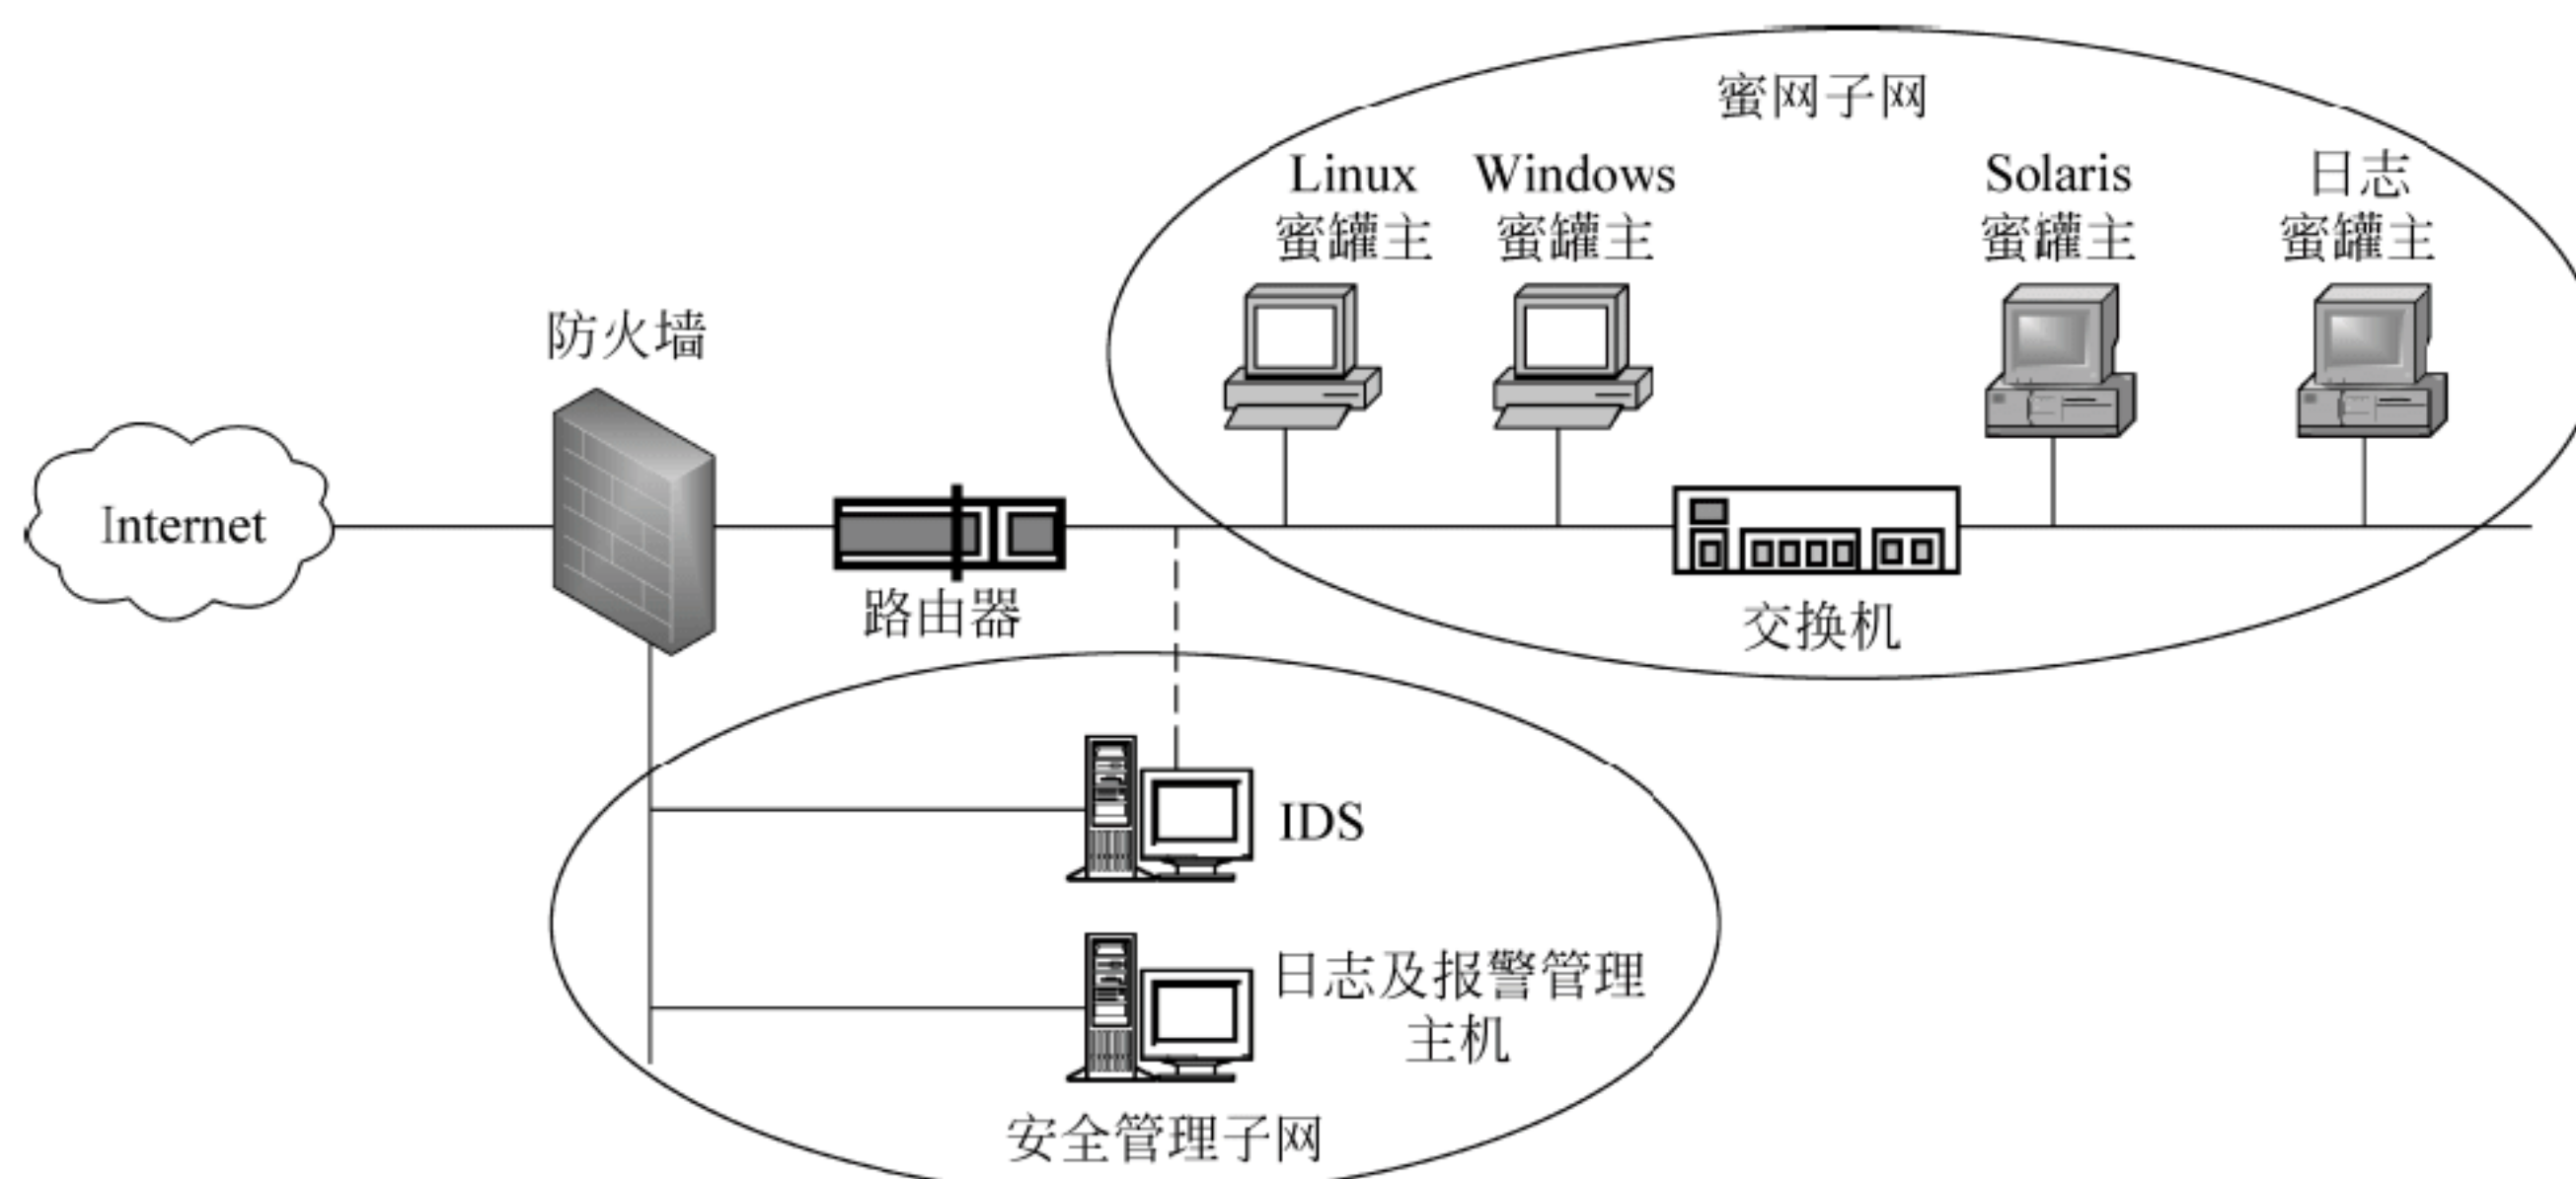 蜜网子网
Linux
蜜罐主
Windows
蜜罐主
Solaris
蜜罐主
日志
蜜罐主
防火墙
Internet
路由器
交换机
IDS
日志及报警管理
主机
安全管理子网